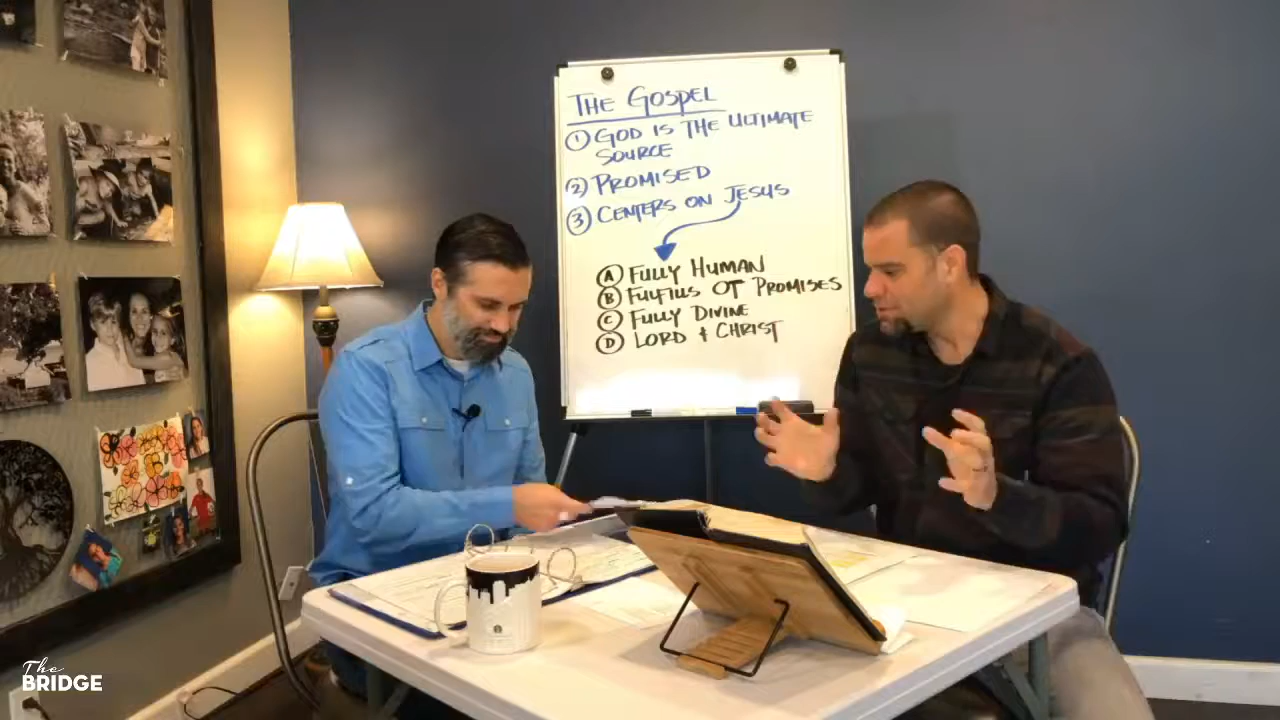 THE GOSPEL
① GOD IS THE ULTIMATE
SOURCE
② PROMISED
③ CENTERS ON JESUS
Ⓐ FULLY HUMAN
Ⓑ FULFILLS OT PROMISES
Ⓒ FULLY DIVINE
Ⓓ LORD + CHRIST
The
BRIDGE